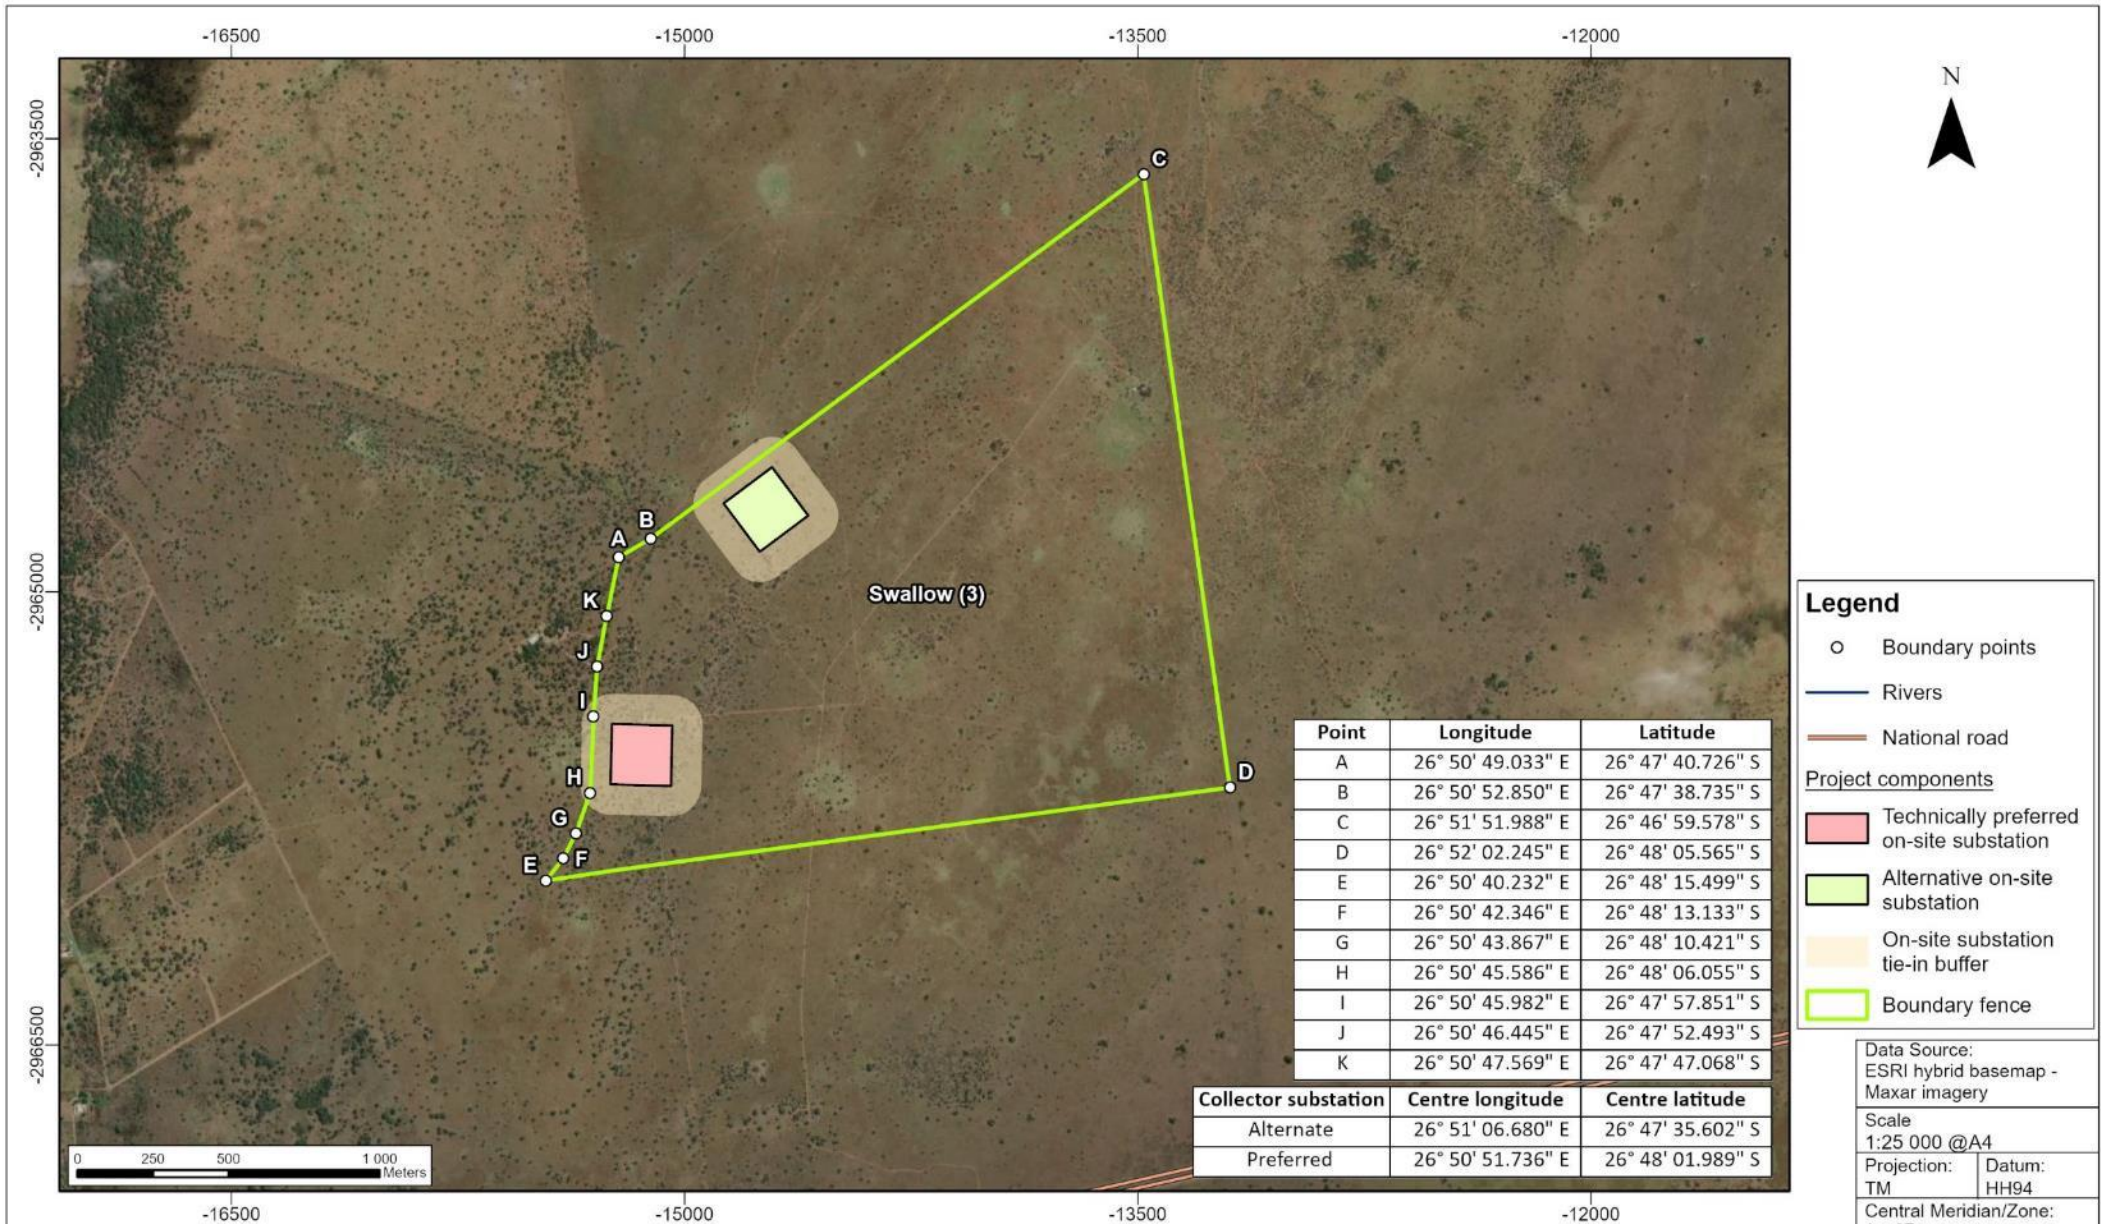 -16500 -15000 -13500 -12000
N
-2963500
-2965000
-2966500
C
B
A
K
J
I
H
G
F
E
D
Swallow (3)
Point Longitude Latitude
A 26° 50' 49.033" E 26° 47' 40.726" S
B 26° 50' 52.850" E 26° 47' 38.735" S
C 26° 51' 51.988" E 26° 46' 59.578" S
D 26° 52' 02.245" E 26° 48' 05.565" S
E 26° 50' 40.232" E 26° 48' 15.499" S
F 26° 50' 42.346" E 26° 48' 13.133" S
G 26° 50' 43.867" E 26° 48' 10.421" S
H 26° 50' 45.586" E 26° 48' 06.055" S
I 26° 50' 45.982" E 26° 47' 57.851" S
J 26° 50' 46.445" E 26° 47' 52.493" S
K 26° 50' 47.569" E 26° 47' 47.068" S
Collector substation Centre longitude Centre latitude
Alternate 26° 51' 06.680" E 26° 47' 35.602" S
Preferred 26° 50' 51.736" E 26° 48' 01.989" S
0 250 500 1 000
Meters
-16500 -15000 -13500 -12000
Legend
Boundary points
Rivers
National road
Project components
Technically preferred
on-site substation
Alternative on-site
substation
On-site substation
tie-in buffer
Boundary fence
Data Source:
ESRI hybrid basemap -
Maxar imagery
Scale
1:25 000 @A4
Projection: Datum:
TM HH94
Central Meridian/Zone: